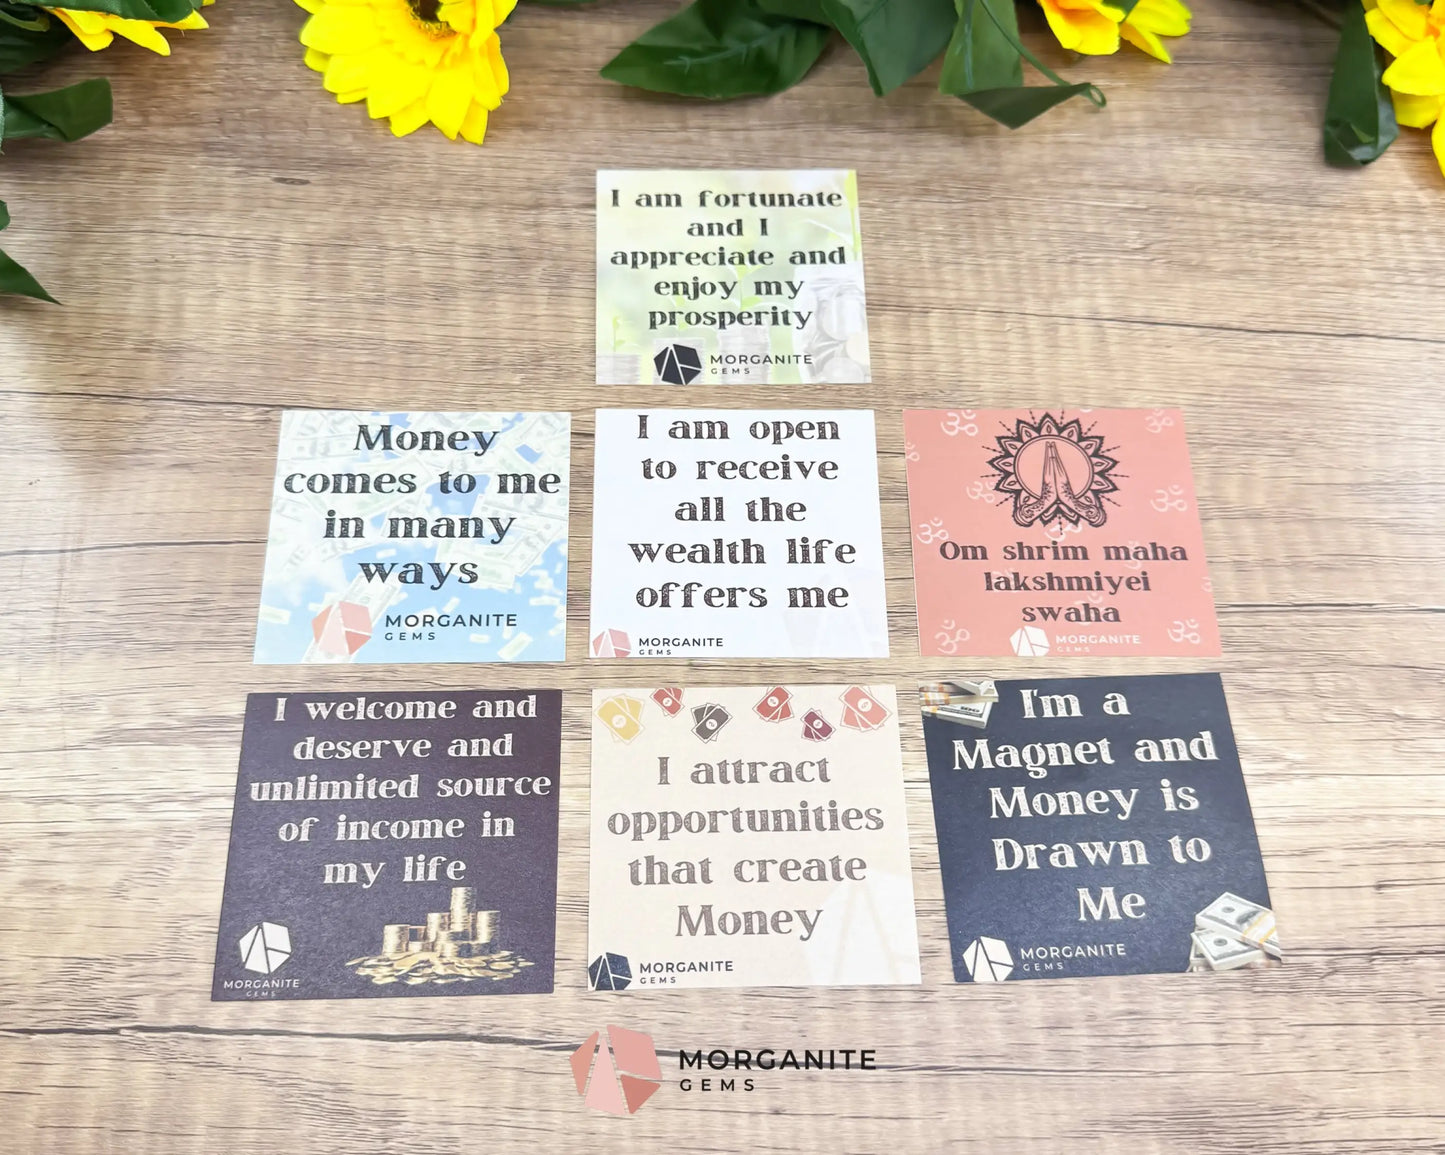 I am fortunate
and I
appreciate and
enjoy my
prosperity
MORGANITE
GEMS
Money
comes to me
in many
ways
MORGANITE
GEMS
I am open
to receive
all the
wealth life
offers me
MORGANITE
GEMS
Om shrim maha
lakshmiyei
swaha
MORGANITE
GEMS
I welcome and
deserve and
unlimited source
of income in
my life
MORGANITE
GEMS
I attract
opportunities
that create
Money
MORGANITE
GEMS
I'm a
Magnet and
Money is
Drawn to
Me
MORGANITE
GEMS
MORGANITE
GEMS